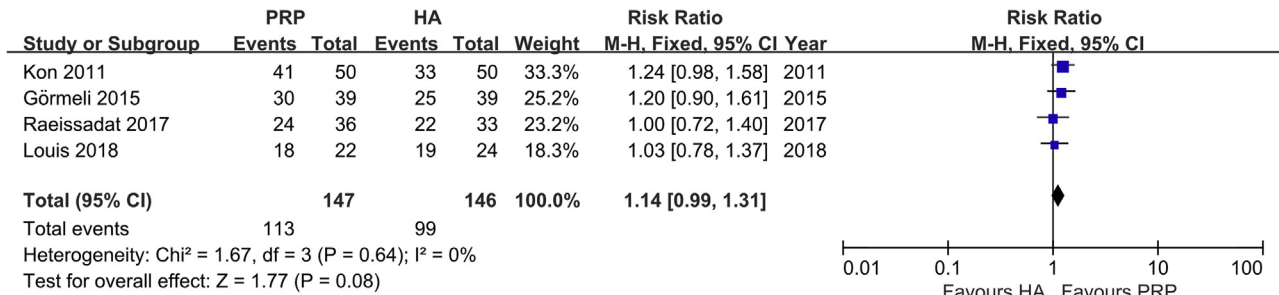 PRP HA Risk Ratio Risk Ratio
Study or Subgroup Events Total Events Total Weight M-H, Fixed, 95% CI Year M-H, Fixed, 95% CI
Kon 2011 41 50 33 50 33.3% 1.24 [0.98, 1.58] 2011
Görmeli 2015 30 39 25 39 25.2% 1.20 [0.90, 1.61] 2015
Raeissadat 2017 24 36 22 33 23.2% 1.00 [0.72, 1.40] 2017
Louis 2018 18 22 19 24 18.3% 1.03 [0.78, 1.37] 2018
Total (95% CI) 147 146 100.0% 1.14 [0.99, 1.31]
Total events 113 99
Heterogeneity: Chi² = 1.67, df = 3 (P = 0.64); I² = 0%
Test for overall effect: Z = 1.77 (P = 0.08)
0.01 0.1 1 10 100
Favours HA Favours PRP